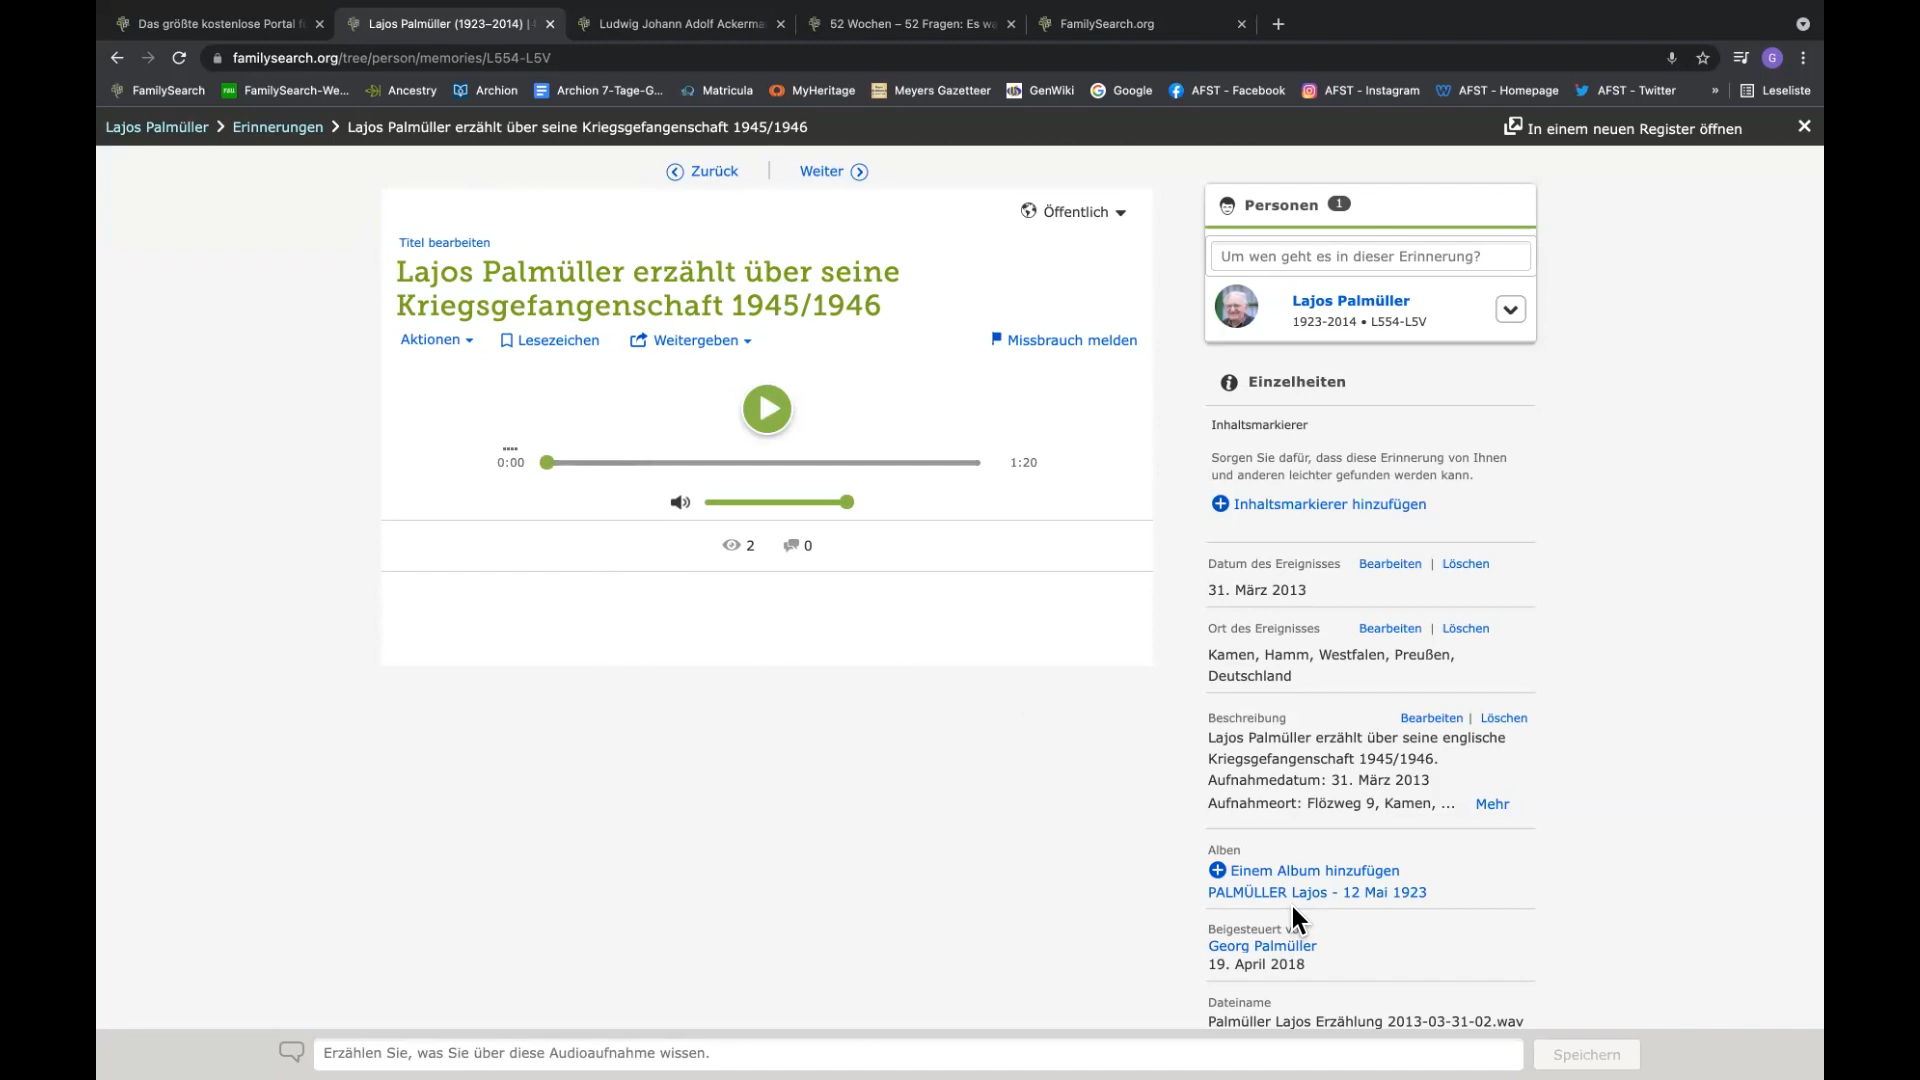 Das größte kostenlose Portal f
Lajos Palmüller (1923–2014) |
Ludwig Johann Adolf Ackerma
52 Wochen – 52 Fragen: Es wa
FamilySearch.org
familysearch.org/tree/person/memories/L554-L5V
G
FamilySearch
FamilySearch-We...
Ancestry
Archion
Archion 7-Tage-G...
Matricula
MyHeritage
Meyers Gazetteer
GenWiki
Google
AFST - Facebook
AFST - Instagram
AFST - Homepage
AFST - Twitter
»
Leseliste
Lajos Palmüller > Erinnerungen > Lajos Palmüller erzählt über seine Kriegsgefangenschaft 1945/1946
In einem neuen Register öffnen
Zurück | Weiter
Öffentlich
Titel bearbeiten
Lajos Palmüller erzählt über seine
Kriegsgefangenschaft 1945/1946
Aktionen
Lesezeichen
Weitergeben
Missbrauch melden
0:00
1:20
2
0
Personen 1
Um wen geht es in dieser Erinnerung?
Lajos Palmüller
1923-2014 • L554-L5V
Einzelheiten
Inhaltsmarkierer
Sorgen Sie dafür, dass diese Erinnerung von Ihnen
und anderen leichter gefunden werden kann.
Inhaltsmarkierer hinzufügen
Datum des Ereignisses Bearbeiten | Löschen
31. März 2013
Ort des Ereignisses Bearbeiten | Löschen
Kamen, Hamm, Westfalen, Preußen,
Deutschland
Beschreibung Bearbeiten | Löschen
Lajos Palmüller erzählt über seine englische
Kriegsgefangenschaft 1945/1946.
Aufnahmedatum: 31. März 2013
Aufnahmeort: Flözweg 9, Kamen, ... Mehr
Alben
Einem Album hinzufügen
PALMÜLLER Lajos - 12 Mai 1923
Beigesteuert
Georg Palmüller
19. April 2018
Dateiname
Palmüller Lajos Erzählung 2013-03-31-02.wav
Erzählen Sie, was Sie über diese Audioaufnahme wissen.
Speichern